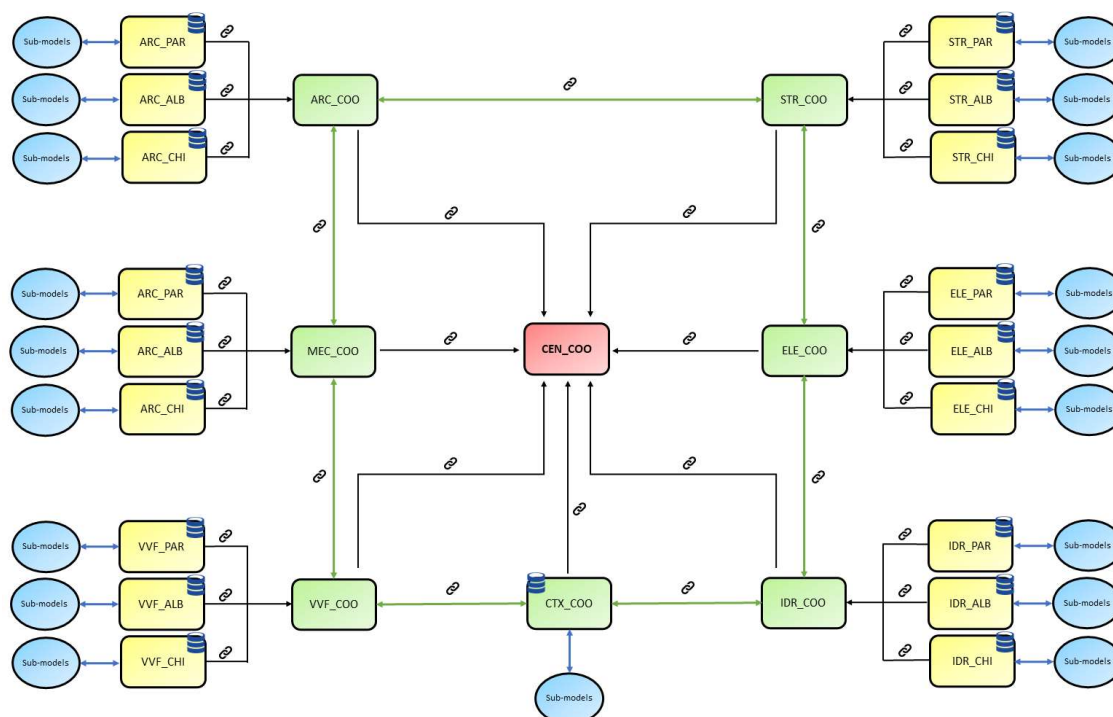 Sub-models ARC_PAR STR_PAR Sub-models
Sub-models ARC_ALB ARC_COO STR_COO STR_ALB Sub-models
Sub-models ARC_CHI STR_CHI Sub-models
Sub-models ARC_PAR ELE_PAR Sub-models
Sub-models ARC_ALB MEC_COO CEN_COO ELE_COO ELE_ALB Sub-models
Sub-models ARC_CHI ELE_CHI Sub-models
Sub-models VVF_PAR IDR_PAR Sub-models
Sub-models VVF_ALB VVF_COO CTX_COO IDR_COO IDR_ALB Sub-models
Sub-models VVF_CHI IDR_CHI Sub-models
Sub-models